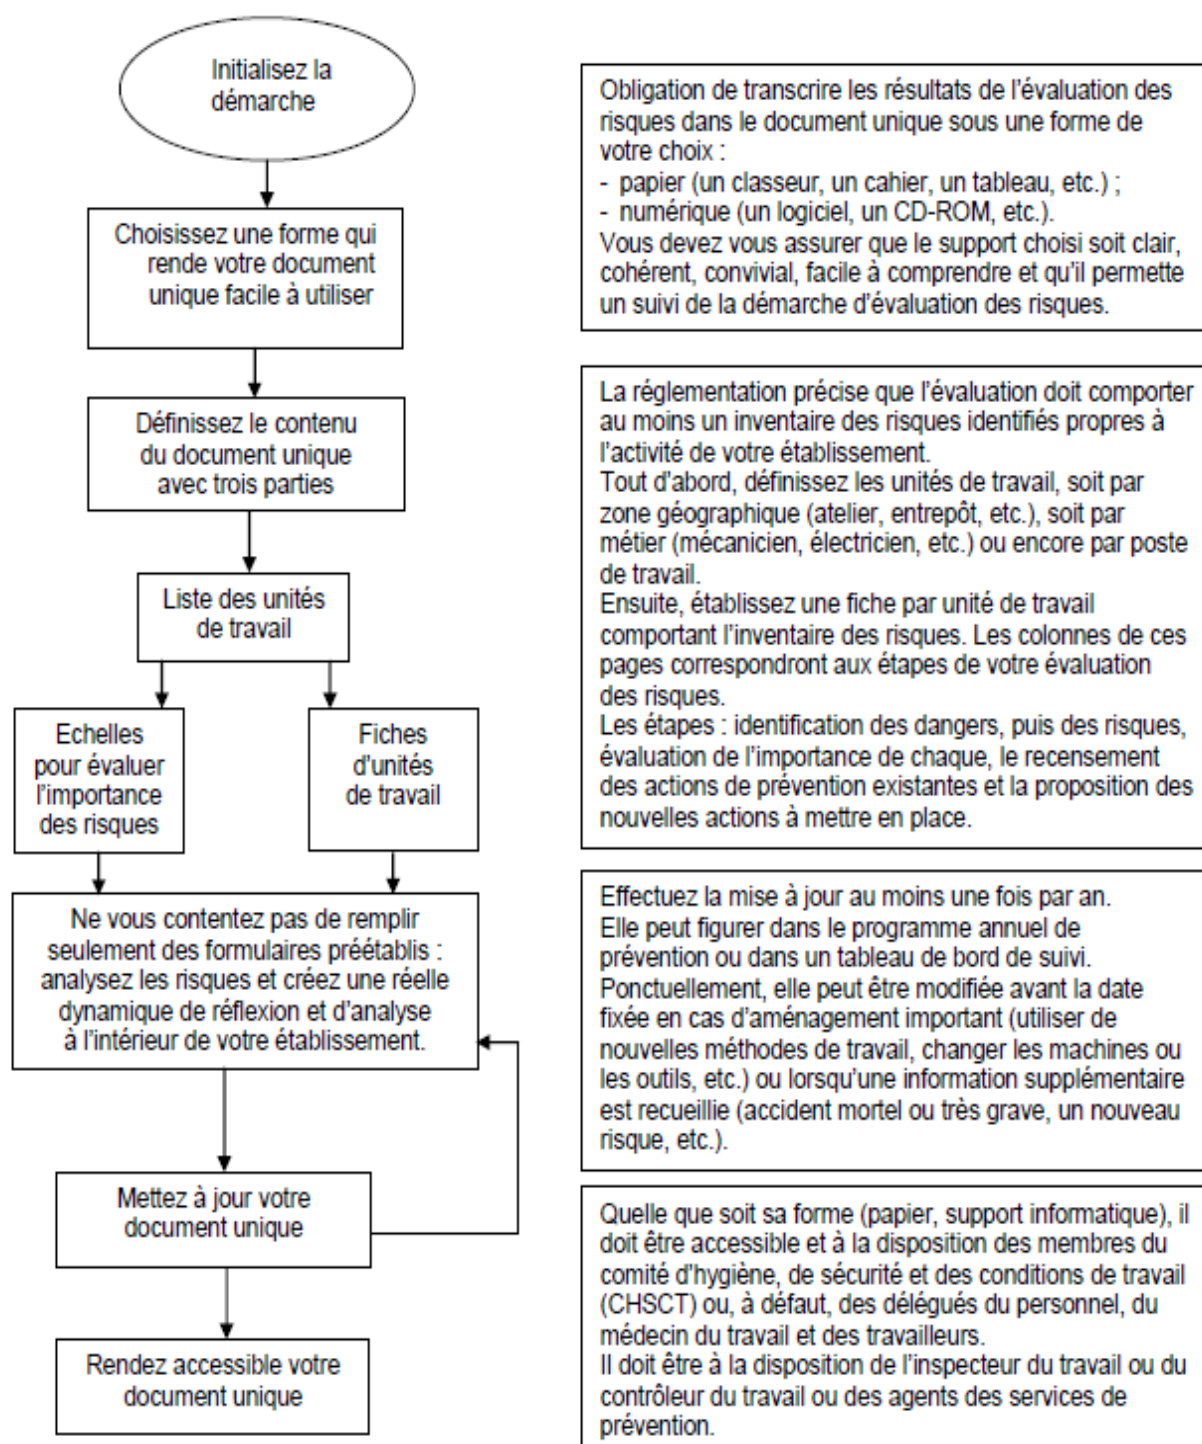 Initialisez la
démarche
Choisissez une forme qui
rende votre document
unique facile à utiliser
Définissez le contenu
du document unique
avec trois parties
Liste des unités
de travail
Echelles
pour évaluer
l'importance
des risques
Fiches
d'unités
de travail
Ne vous contentez pas de remplir
seulement des formulaires préétablis :
analysez les risques et créez une réelle
dynamique de réflexion et d'analyse
à l'intérieur de votre établissement.
Mettez à jour votre
document unique
Rendez accessible votre
document unique
Obligation de transcrire les résultats de l'évaluation des
risques dans le document unique sous une forme de
votre choix :
- papier (un classeur, un cahier, un tableau, etc.) ;
- numérique (un logiciel, un CD-ROM, etc.).
Vous devez vous assurer que le support choisi soit clair,
cohérent, convivial, facile à comprendre et qu'il permette
un suivi de la démarche d'évaluation des risques.
La réglementation précise que l'évaluation doit comporter
au moins un inventaire des risques identifiés propres à
l'activité de votre établissement.
Tout d'abord, définissez les unités de travail, soit par
zone géographique (atelier, entrepôt, etc.), soit par
métier (mécanicien, électricien, etc.) ou encore par poste
de travail.
Ensuite, établissez une fiche par unité de travail
comportant l'inventaire des risques. Les colonnes de ces
pages correspondront aux étapes de votre évaluation
des risques.
Les étapes : identification des dangers, puis des risques,
évaluation de l'importance de chaque, le recensement
des actions de prévention existantes et la proposition des
nouvelles actions à mettre en place.
Effectuez la mise à jour au moins une fois par an.
Elle peut figurer dans le programme annuel de
prévention ou dans un tableau de bord de suivi.
Ponctuellement, elle peut être modifiée avant la date
fixée en cas d'aménagement important (utiliser de
nouvelles méthodes de travail, changer les machines ou
les outils, etc.) ou lorsqu'une information supplémentaire
est recueillie (accident mortel ou très grave, un nouveau
risque, etc.).
Quelle que soit sa forme (papier, support informatique), il
doit être accessible et à la disposition des membres du
comité d'hygiène, de sécurité et des conditions de travail
(CHSCT) ou, à défaut, des délégués du personnel, du
médecin du travail et des travailleurs.
Il doit être à la disposition de l'inspecteur du travail ou du
contrôleur du travail ou des agents des services de
prévention.